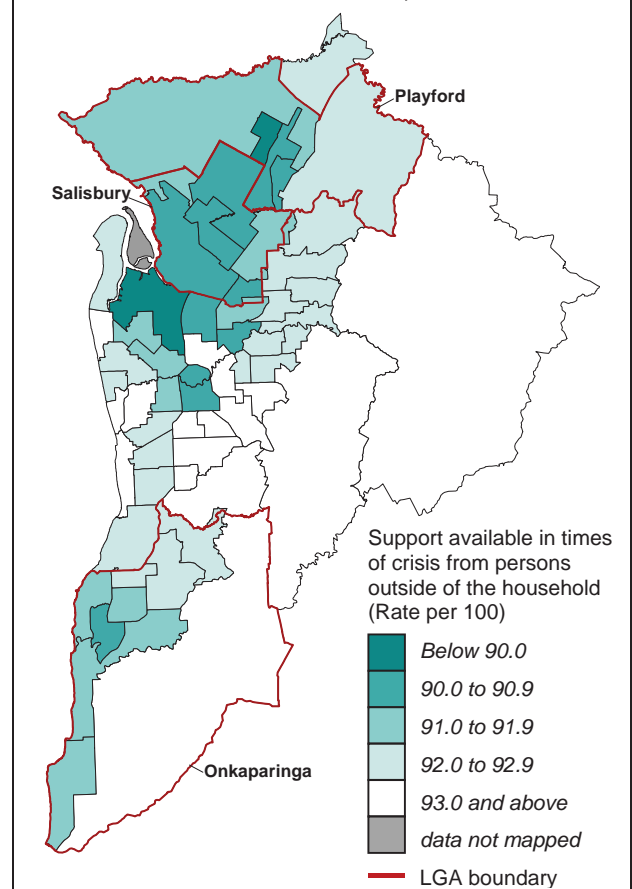 Playford
Salisbury
Support available in times
of crisis from persons
outside of the household
(Rate per 100)
Below 90.0
90.0 to 90.9
91.0 to 91.9
92.0 to 92.9
93.0 and above
data not mapped
LGA boundary
Onkaparinga